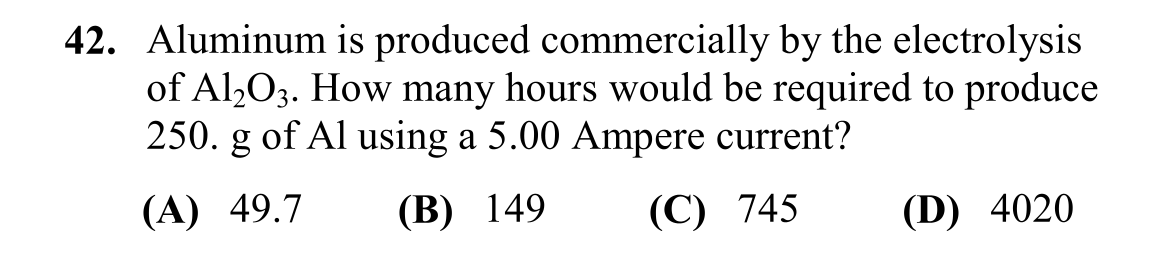 42. Aluminum is produced commercially by the electrolysis
of Al₂O₃. How many hours would be required to produce
250. g of Al using a 5.00 Ampere current?
(A) 49.7 (B) 149 (C) 745 (D) 4020